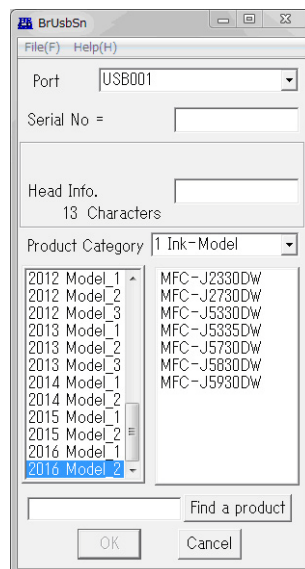 BrUsbSn
File(F) Help(H)
Port USB001
Serial No =
Head Info.
13 Characters
Product Category 1 Ink-Model
2012 Model_1
2012 Model_2
2012 Model_3
2013 Model_1
2013 Model_2
2013 Model_3
2014 Model_1
2014 Model_2
2015 Model_1
2015 Model_2
2016 Model_1
2016 Model_2
MFC-J2330DW
MFC-J2730DW
MFC-J5330DW
MFC-J5335DW
MFC-J5730DW
MFC-J5830DW
MFC-J5930DW
Find a product
OK Cancel